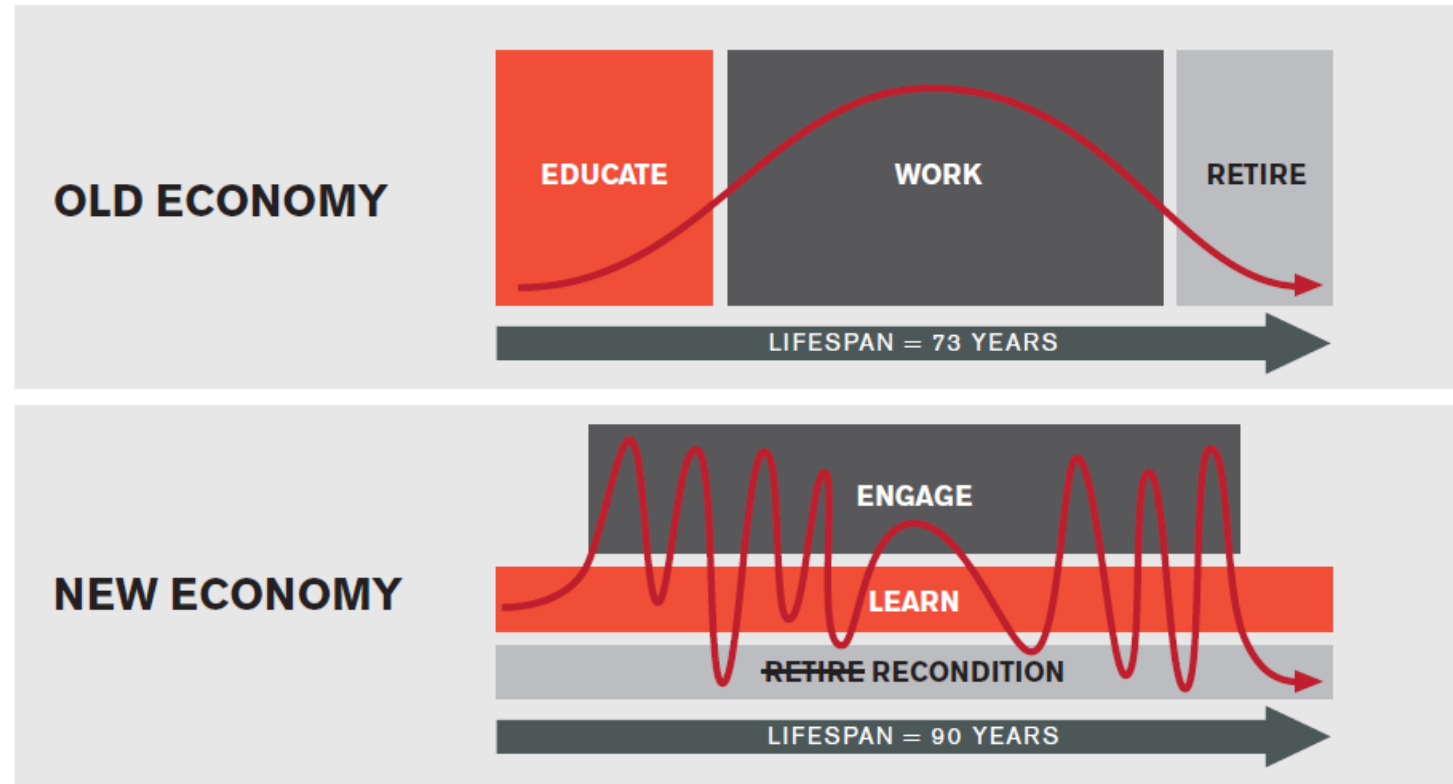 OLD ECONOMY
EDUCATE
WORK
RETIRE
LIFESPAN = 73 YEARS
NEW ECONOMY
ENGAGE
LEARN
RETIRE RECONDITION
LIFESPAN = 90 YEARS